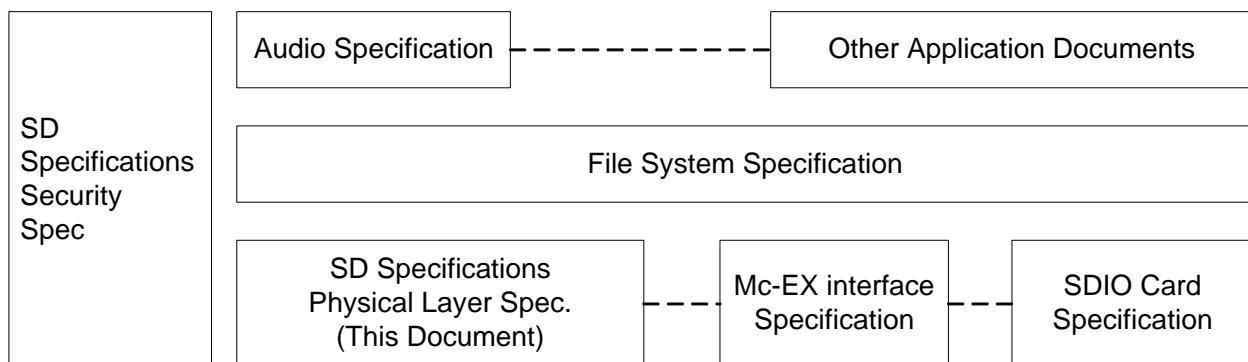 SD
Specifications
Security
Spec
Audio Specification
Other Application Documents
File System Specification
SD Specifications
Physical Layer Spec.
(This Document)
Mc-EX interface
Specification
SDIO Card
Specification